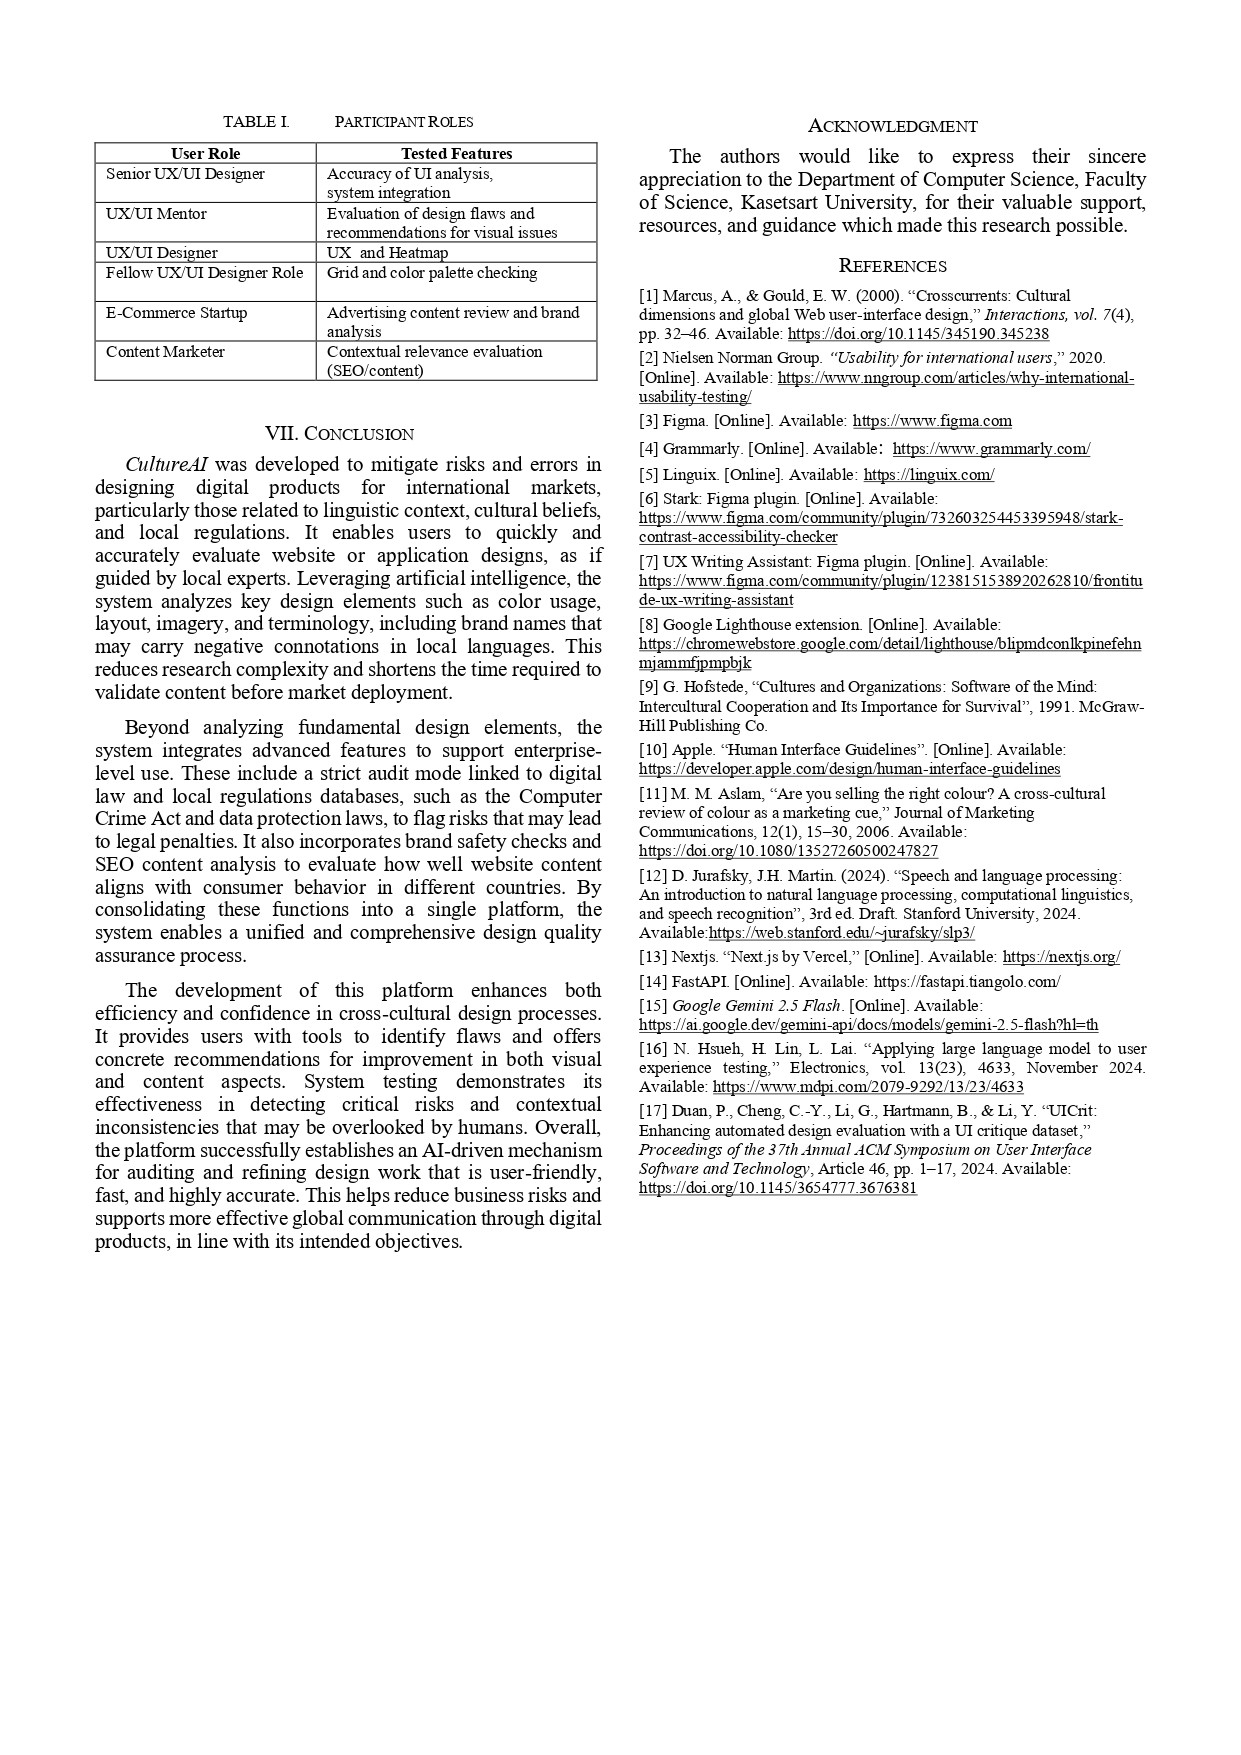 TABLE I. PARTICIPANT ROLES
User Role Tested Features
Senior UX/UI Designer Accuracy of UI analysis,
system integration
UX/UI Mentor Evaluation of design flaws and
recommendations for visual issues
UX/UI Designer UX and Heatmap
Fellow UX/UI Designer Role Grid and color palette checking
E-Commerce Startup Advertising content review and brand
analysis
Content Marketer Contextual relevance evaluation
(SEO/content)
VII. CONCLUSION
CultureAI was developed to mitigate risks and errors in
designing digital products for international markets,
particularly those related to linguistic context, cultural beliefs,
and local regulations. It enables users to quickly and
accurately evaluate website or application designs, as if
guided by local experts. Leveraging artificial intelligence, the
system analyzes key design elements such as color usage,
layout, imagery, and terminology, including brand names that
may carry negative connotations in local languages. This
reduces research complexity and shortens the time required to
validate content before market deployment.
Beyond analyzing fundamental design elements, the
system integrates advanced features to support enterprise-
level use. These include a strict audit mode linked to digital
law and local regulations databases, such as the Computer
Crime Act and data protection laws, to flag risks that may lead
to legal penalties. It also incorporates brand safety checks and
SEO content analysis to evaluate how well website content
aligns with consumer behavior in different countries. By
consolidating these functions into a single platform, the
system enables a unified and comprehensive design quality
assurance process.
The development of this platform enhances both
efficiency and confidence in cross-cultural design processes.
It provides users with tools to identify flaws and offers
concrete recommendations for improvement in both visual
and content aspects. System testing demonstrates its
effectiveness in detecting critical risks and contextual
inconsistencies that may be overlooked by humans. Overall,
the platform successfully establishes an AI-driven mechanism
for auditing and refining design work that is user-friendly,
fast, and highly accurate. This helps reduce business risks and
supports more effective global communication through digital
products, in line with its intended objectives.
ACKNOWLEDGMENT
The authors would like to express their sincere
appreciation to the Department of Computer Science, Faculty
of Science, Kasetsart University, for their valuable support,
resources, and guidance which made this research possible.
REFERENCES
[1] Marcus, A., & Gould, E. W. (2000). “Crosscurrents: Cultural
dimensions and global Web user-interface design,” Interactions, vol. 7(4),
pp. 32–46. Available: https://doi.org/10.1145/345190.345238
[2] Nielsen Norman Group. “Usability for international users,” 2020.
[Online]. Available: https://www.nngroup.com/articles/why-international-
usability-testing/
[3] Figma. [Online]. Available: https://www.figma.com
[4] Grammarly. [Online]. Available: https://www.grammarly.com/
[5] Linguix. [Online]. Available: https://linguix.com/
[6] Stark: Figma plugin. [Online]. Available:
https://www.figma.com/community/plugin/732603254453395948/stark-
contrast-accessibility-checker
[7] UX Writing Assistant: Figma plugin. [Online]. Available:
https://www.figma.com/community/plugin/1238151538920262810/frontitu
de-ux-writing-assistant
[8] Google Lighthouse extension. [Online]. Available:
https://chromewebstore.google.com/detail/lighthouse/blipmdconlkpinefehn
mjammfjpmpbjk
[9] G. Hofstede, “Cultures and Organizations: Software of the Mind:
Intercultural Cooperation and Its Importance for Survival”, 1991. McGraw-
Hill Publishing Co.
[10] Apple. “Human Interface Guidelines”. [Online]. Available:
https://developer.apple.com/design/human-interface-guidelines
[11] M. M. Aslam, “Are you selling the right colour? A cross-cultural
review of colour as a marketing cue,” Journal of Marketing
Communications, 12(1), 15–30, 2006. Available:
https://doi.org/10.1080/13527260500247827
[12] D. Jurafsky, J.H. Martin. (2024). “Speech and language processing:
An introduction to natural language processing, computational linguistics,
and speech recognition”, 3rd ed. Draft. Stanford University, 2024.
Available:https://web.stanford.edu/~jurafsky/slp3/
[13] Nextjs. “Next.js by Vercel,” [Online]. Available: https://nextjs.org/
[14] FastAPI. [Online]. Available: https://fastapi.tiangolo.com/
[15] Google Gemini 2.5 Flash. [Online]. Available:
https://ai.google.dev/gemini-api/docs/models/gemini-2.5-flash?hl=th
[16] N. Hsueh, H. Lin, L. Lai. “Applying large language model to user
experience testing,” Electronics, vol. 13(23), 4633, November 2024.
Available: https://www.mdpi.com/2079-9292/13/23/4633
[17] Duan, P., Cheng, C.-Y., Li, G., Hartmann, B., & Li, Y. “UICrit:
Enhancing automated design evaluation with a UI critique dataset,”
Proceedings of the 37th Annual ACM Symposium on User Interface
Software and Technology, Article 46, pp. 1–17, 2024. Available:
https://doi.org/10.1145/3654777.3676381